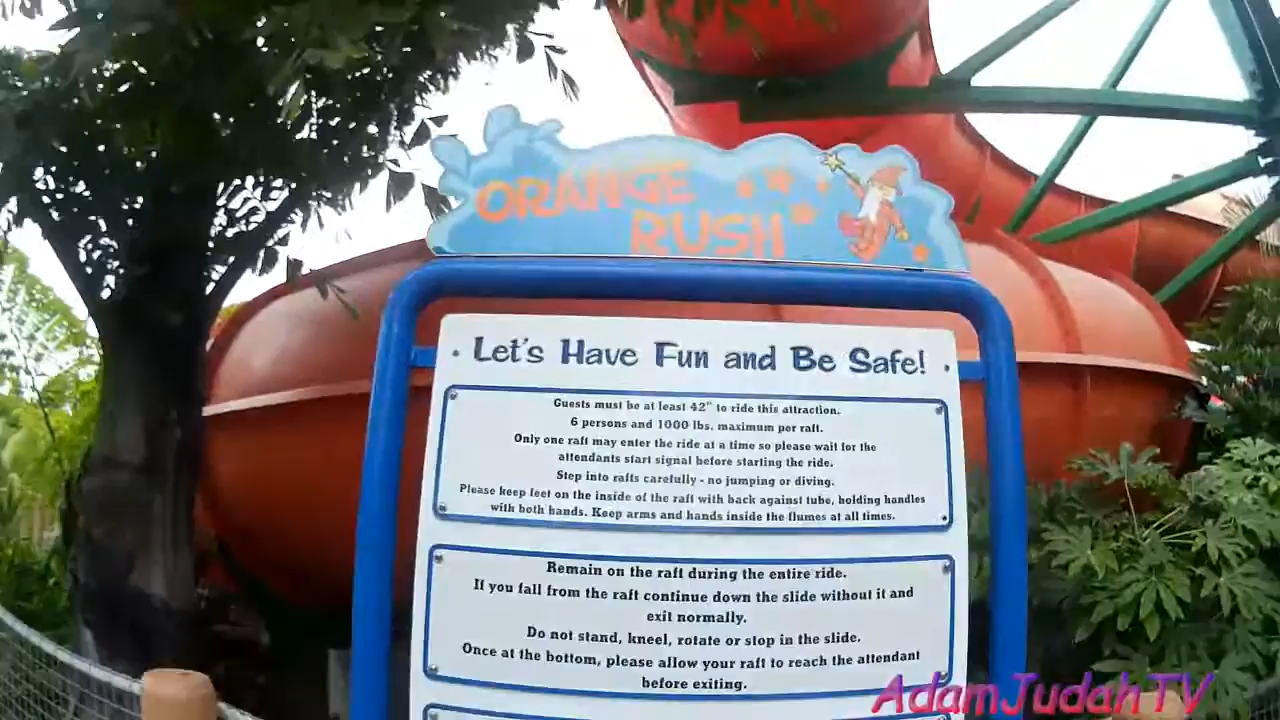 ORANGE
RUSH
· Let's Have Fun and Be Safe! ·
Guests must be at least 42" to ride this attraction.
6 persons and 1000 lbs. maximum per raft.
Only one raft may enter the ride at a time so please wait for the
attendants start signal before starting the ride.
Step into rafts carefully - no jumping or diving.
Please keep feet on the inside of the raft with back against tube, holding handles
with both hands. Keep arms and hands inside the flumes at all times.
Remain on the raft during the entire ride.
If you fall from the raft continue down the slide without it and
exit normally.
Do not stand, kneel, rotate or stop in the slide.
Once at the bottom, please allow your raft to reach the attendant
before exiting.
AdamJudahTV